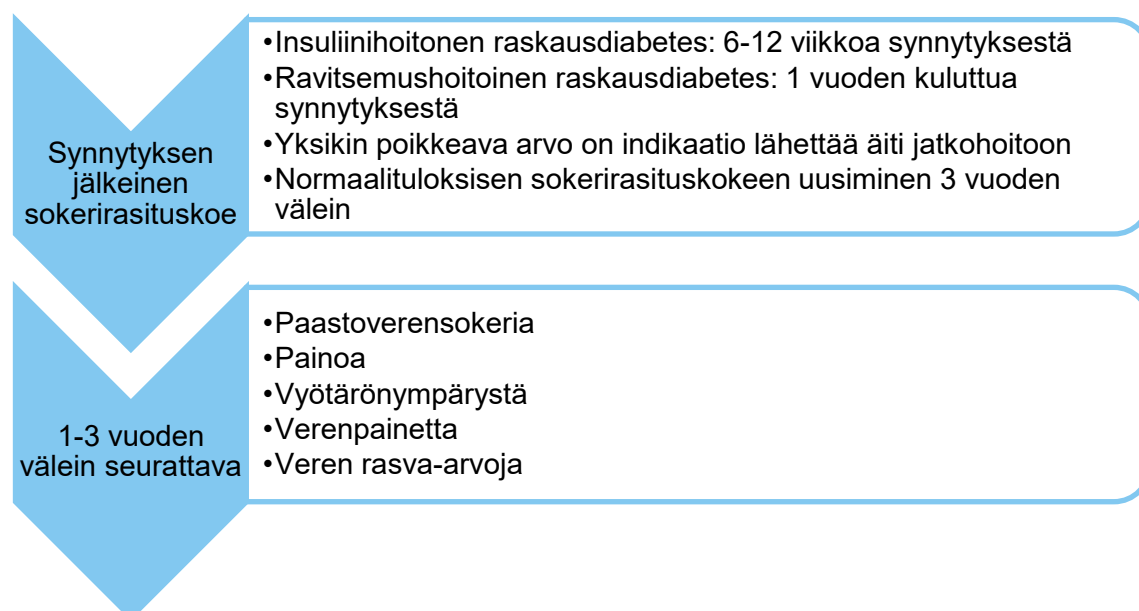 Synnytyksen
jälkeinen
sokerirasituskoe
•Insuliinihoitonen raskausdiabetes: 6-12 viikkoa synnytyksestä
•Ravitsemushoitoinen raskausdiabetes: 1 vuoden kuluttua
synnytyksestä
•Yksikin poikkeava arvo on indikaatio lähettää äiti jatkohoitoon
•Normaalituloksisen sokerirasituskokeen uusiminen 3 vuoden
välein
1-3 vuoden
välein seurattava
•Paastoverensokeria
•Painoa
•Vyötärönympärystä
•Verenpainetta
•Veren rasva-arvoja